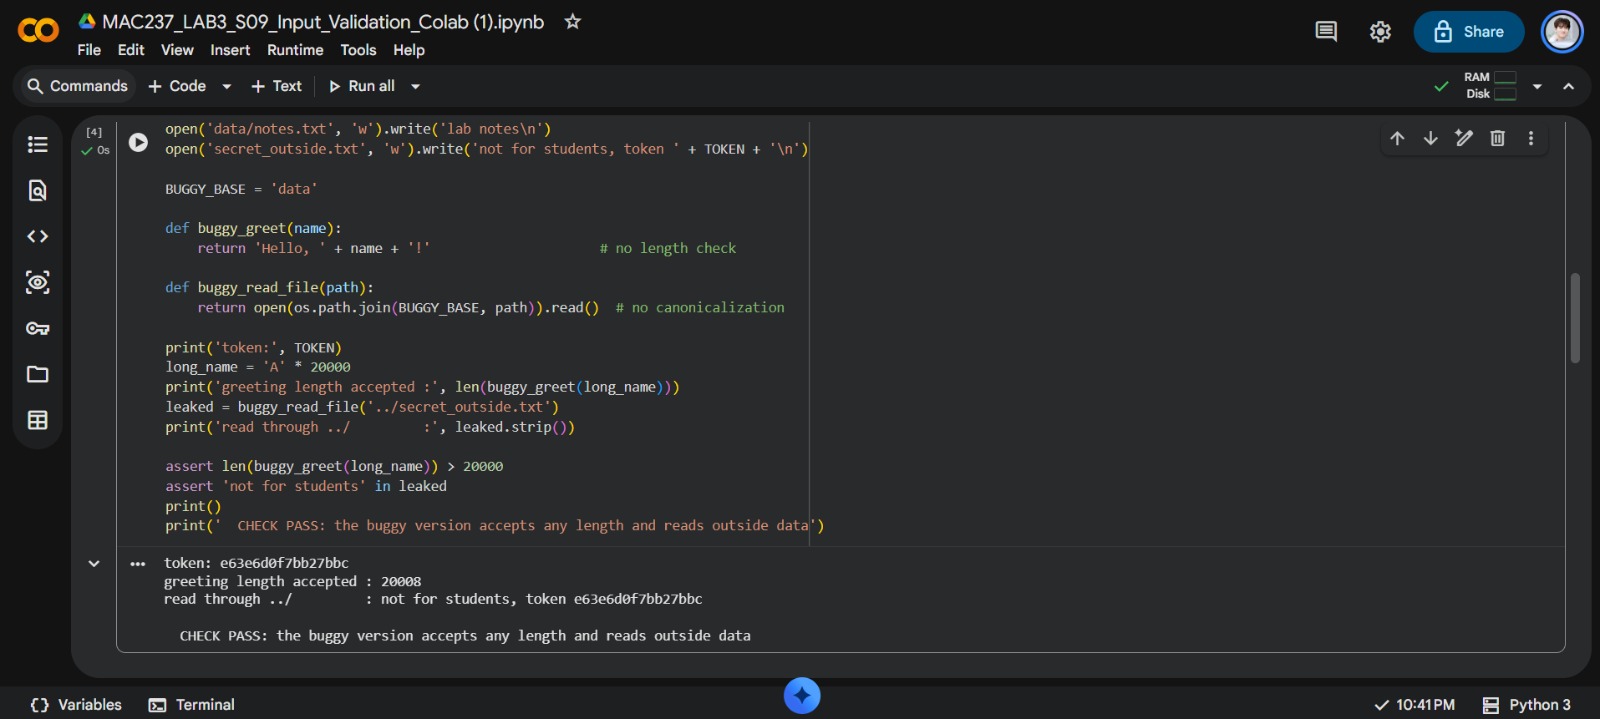 MAC237_LAB3_S09_Input_Validation_Colab (1).ipynb
File Edit View Insert Runtime Tools Help
Share
Commands + Code + Text Run all
RAM
Disk
[4]
0s
open('data/notes.txt', 'w').write('lab notes\n')
open('secret_outside.txt', 'w').write('not for students, token ' + TOKEN + '\n')
BUGGY_BASE = 'data'
def buggy_greet(name):
    return 'Hello, ' + name + '!'                     # no length check
def buggy_read_file(path):
    return open(os.path.join(BUGGY_BASE, path)).read()  # no canonicalization
print('token:', TOKEN)
long_name = 'A' * 20000
print('greeting length accepted :', len(buggy_greet(long_name)))
leaked = buggy_read_file('../secret_outside.txt')
print('read through ../         :', leaked.strip())
assert len(buggy_greet(long_name)) > 20000
assert 'not for students' in leaked
print()
print('  CHECK PASS: the buggy version accepts any length and reads outside data')
token: e63e6d0f7bb27bbc
greeting length accepted : 20008
read through ../         : not for students, token e63e6d0f7bb27bbc
  CHECK PASS: the buggy version accepts any length and reads outside data
{} Variables Terminal
10:41 PM Python 3